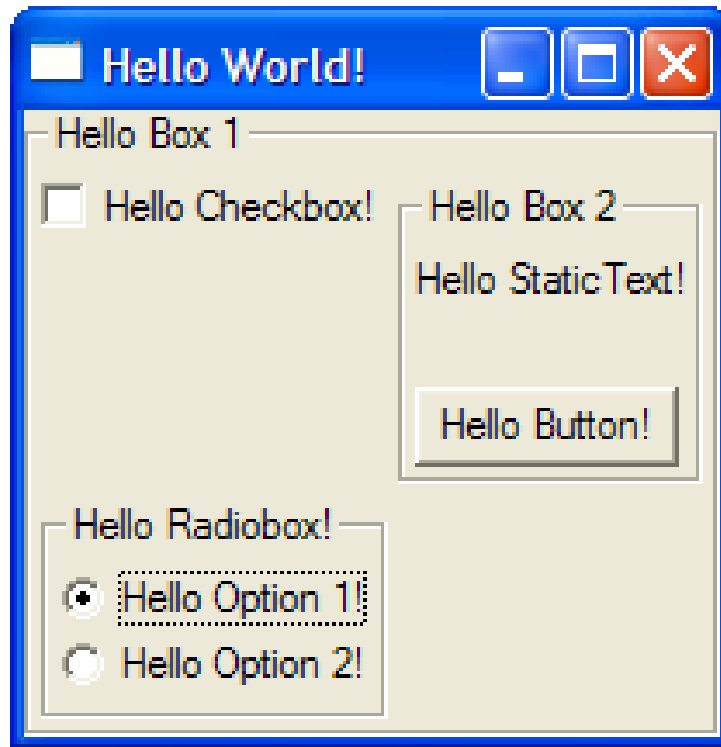 Hello World!
Hello Box 1
Hello Checkbox!
Hello Box 2
Hello StaticText!
Hello Button!
Hello Radiobox!
Hello Option 1!
Hello Option 2!